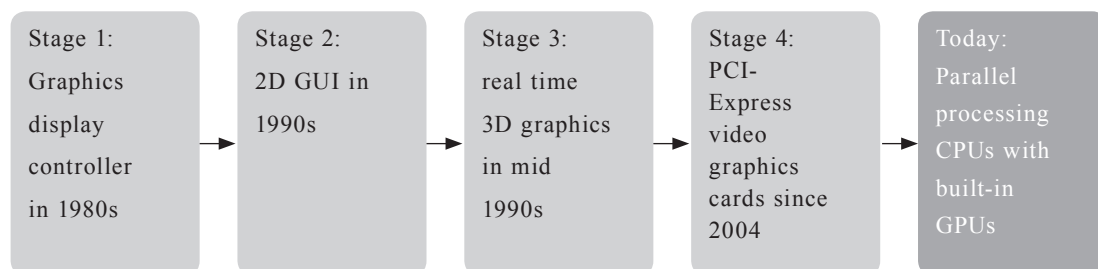 Stage 1:
Graphics
display
controller
in 1980s
Stage 2:
2D GUI in
1990s
Stage 3:
real time
3D graphics
in mid
1990s
Stage 4:
PCI-
Express
video
graphics
cards since
2004
Today:
Parallel
processing
CPUs with
built-in
GPUs